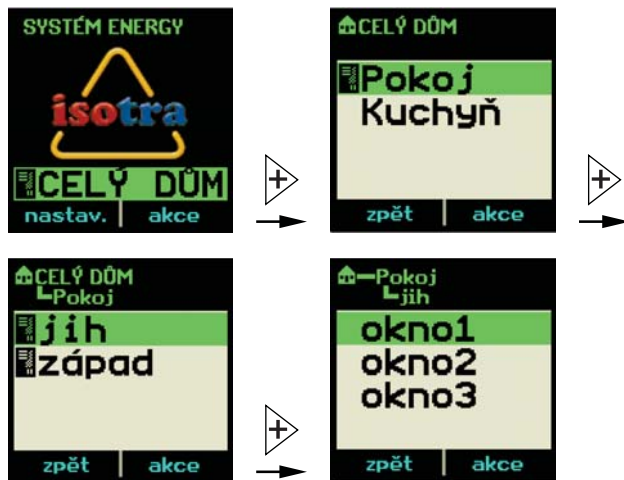 SYSTÉM ENERGY
isotra
CELÝ DŮM
nastav. akce
+
CELÝ DŮM
Pokoj
Kuchyň
zpět akce
+
CELÝ DŮM
Pokoj
jih
západ
zpět akce
+
Pokoj
jih
okno1
okno2
okno3
zpět akce